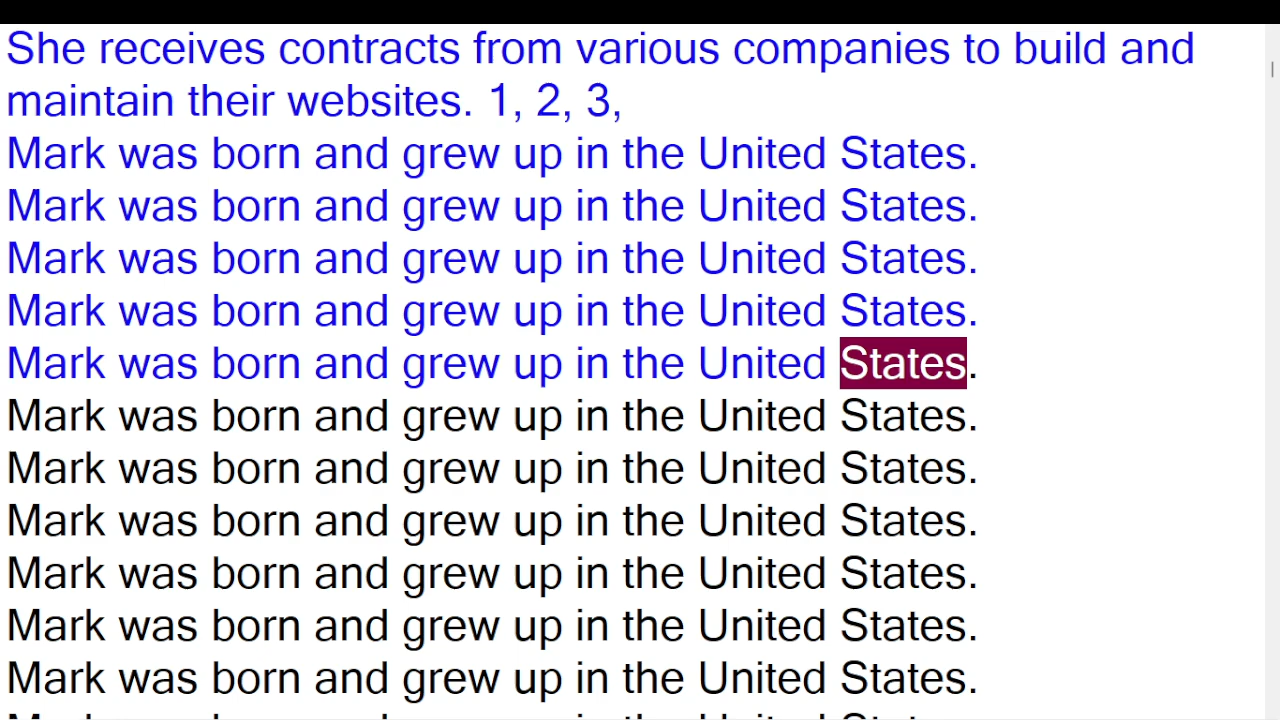 She receives contracts from various companies to build and
maintain their websites. 1, 2, 3,
Mark was born and grew up in the United States.
Mark was born and grew up in the United States.
Mark was born and grew up in the United States.
Mark was born and grew up in the United States.
Mark was born and grew up in the United States.
Mark was born and grew up in the United States.
Mark was born and grew up in the United States.
Mark was born and grew up in the United States.
Mark was born and grew up in the United States.
Mark was born and grew up in the United States.
Mark was born and grew up in the United States.